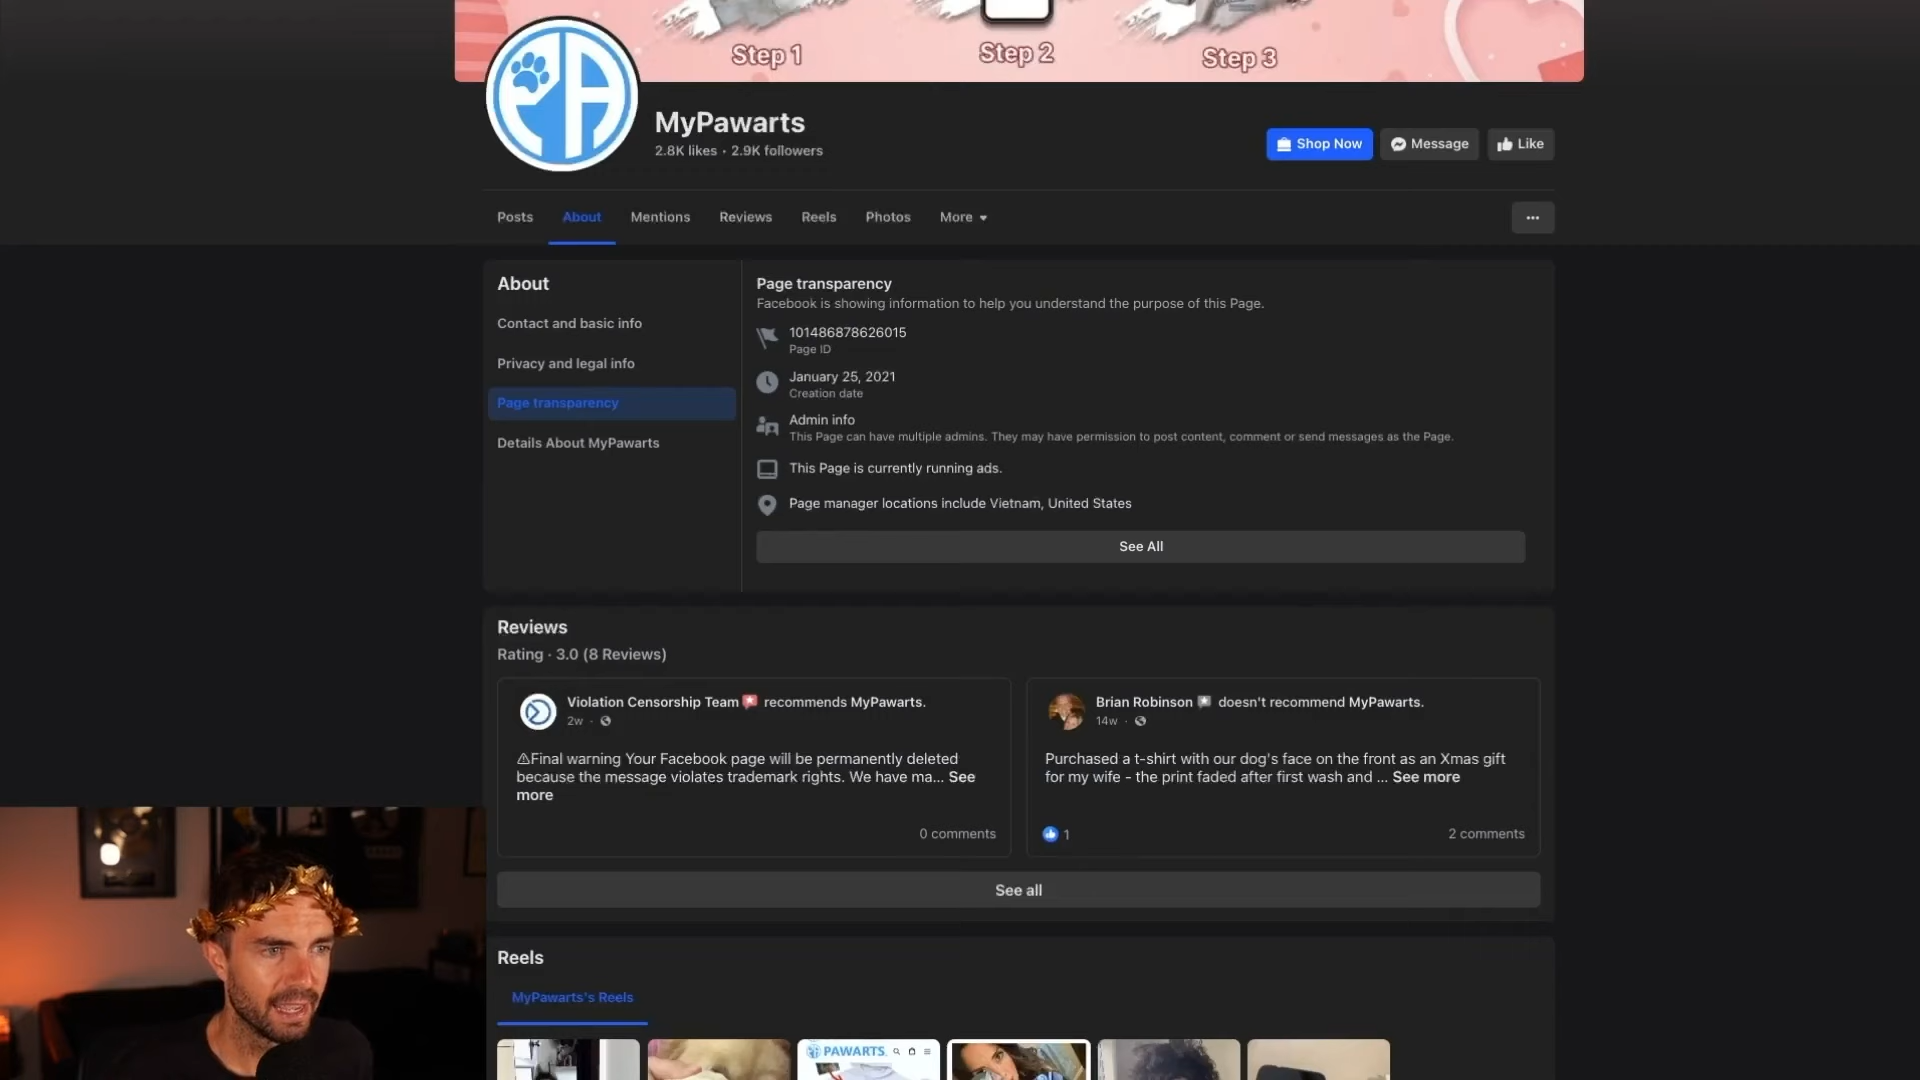 Step 1
Step 2
Step 3
MyPawarts
2.8K likes · 2.9K followers
Shop Now
Message
Like
Posts
About
Mentions
Reviews
Reels
Photos
More
About
Contact and basic info
Privacy and legal info
Page transparency
Details About MyPawarts
Page transparency
Facebook is showing information to help you understand the purpose of this Page.
101486878626015
Page ID
January 25, 2021
Creation date
Admin info
This Page can have multiple admins. They may have permission to post content, comment or send messages as the Page.
This Page is currently running ads.
Page manager locations include Vietnam, United States
See All
Reviews
Rating · 3.0 (8 Reviews)
Violation Censorship Team recommends MyPawarts.
2w ·
⚠Final warning Your Facebook page will be permanently deleted
because the message violates trademark rights. We have ma... See
more
0 comments
Brian Robinson doesn't recommend MyPawarts.
14w ·
Purchased a t-shirt with our dog's face on the front as an Xmas gift
for my wife - the print faded after first wash and ... See more
1
2 comments
See all
Reels
MyPawarts's Reels
PAWARTS